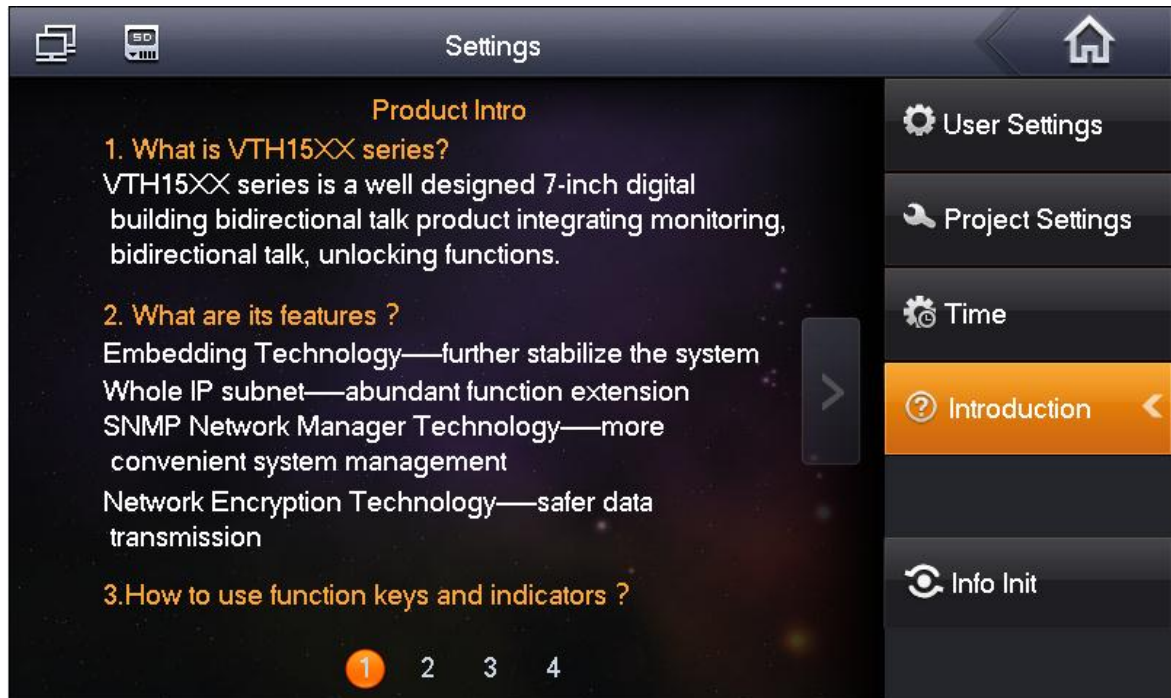 SD
Settings
Product Intro
1. What is VTH15XX series?
VTH15XX series is a well designed 7-inch digital
building bidirectional talk product integrating monitoring,
bidirectional talk, unlocking functions.
2. What are its features ?
Embedding Technology──further stabilize the system
Whole IP subnet──abundant function extension
SNMP Network Manager Technology──more
convenient system management
Network Encryption Technology──safer data
transmission
3.How to use function keys and indicators ?
1 2 3 4
User Settings
Project Settings
Time
Introduction
Info Init